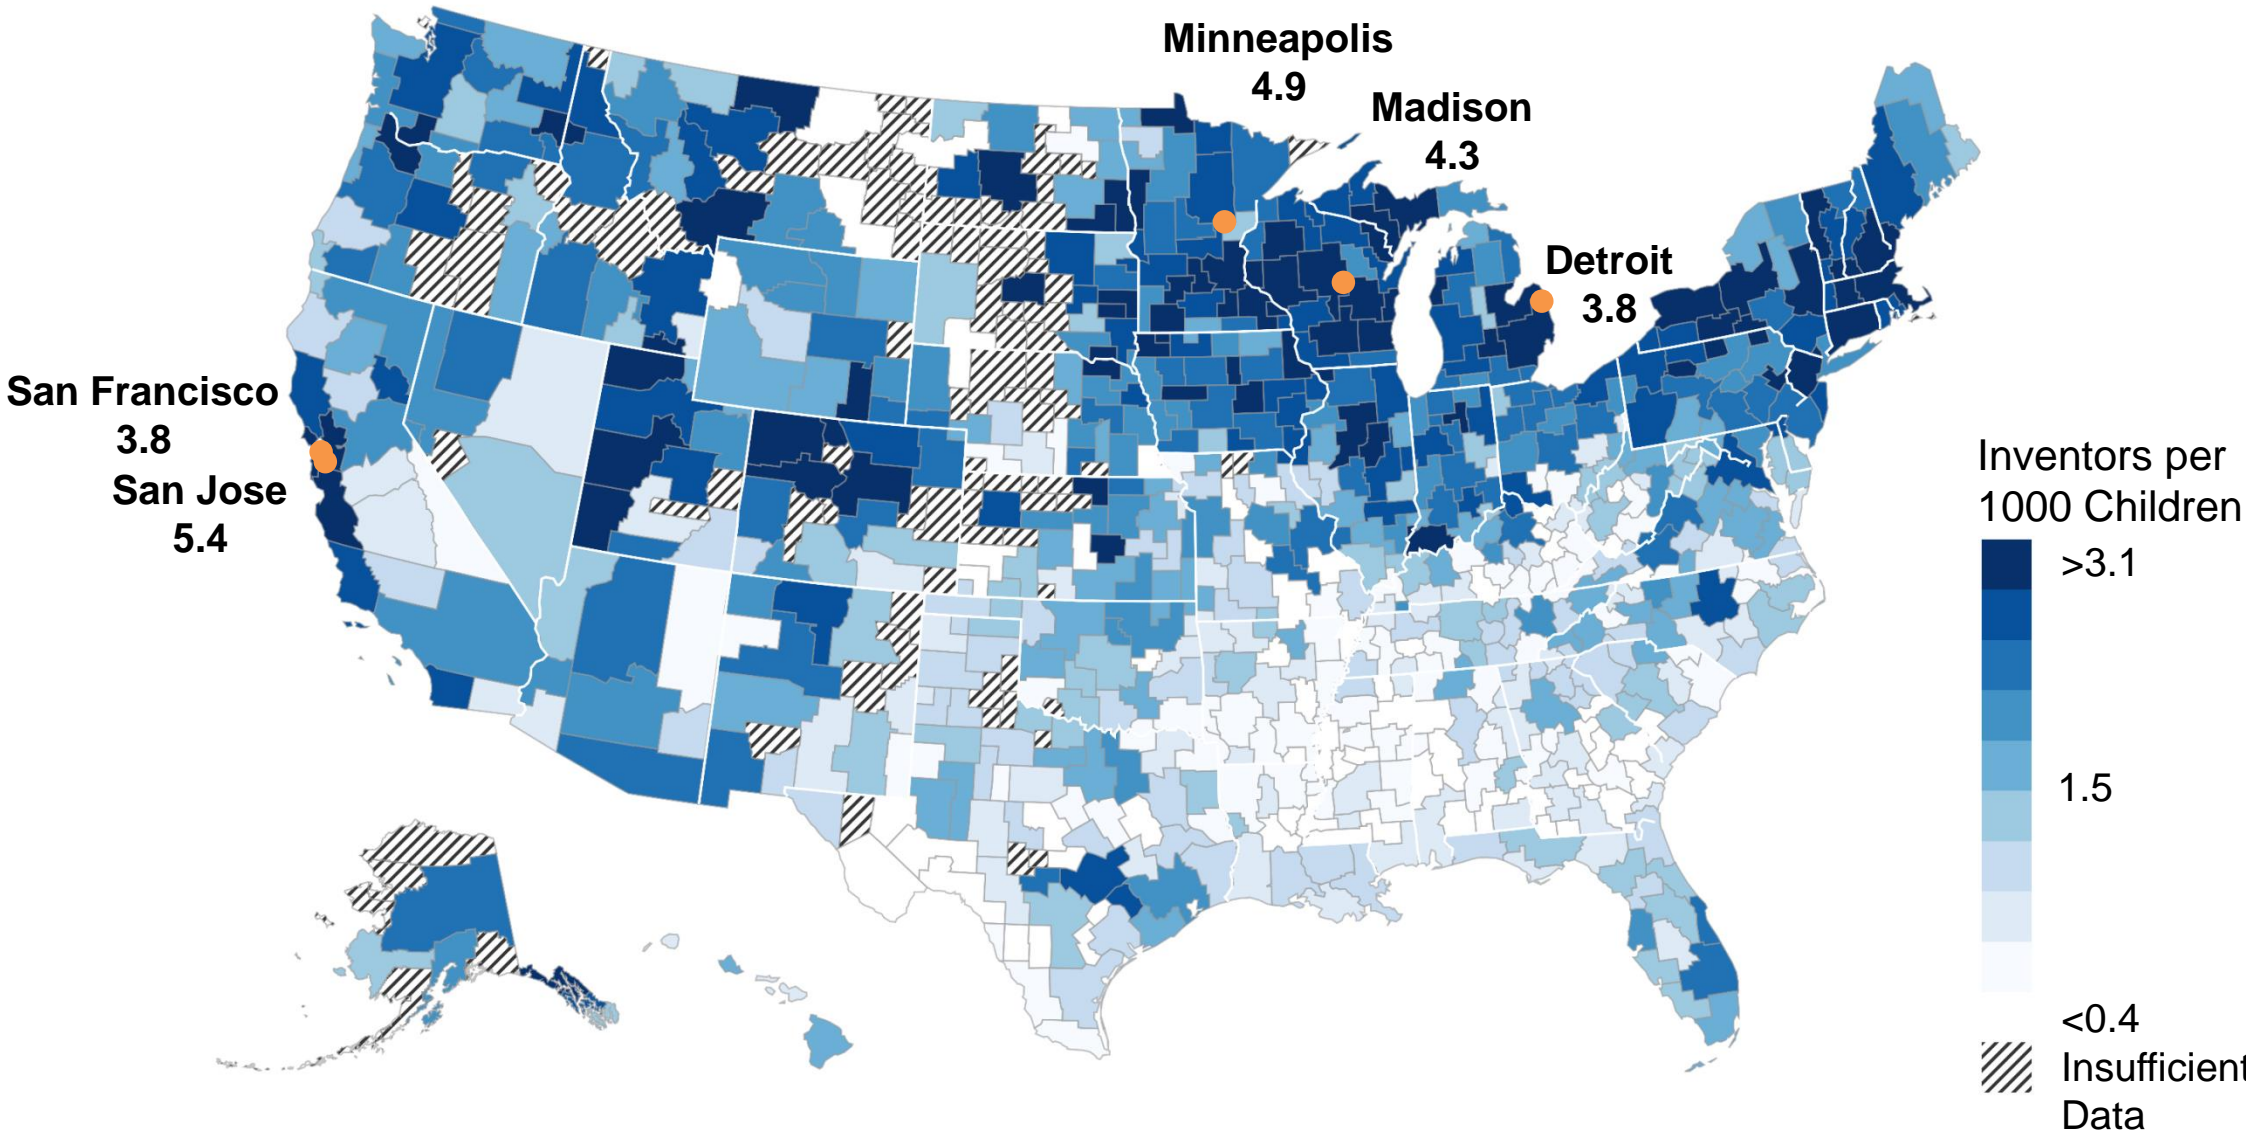 Minneapolis
4.9
Madison
4.3
Detroit
3.8
San Francisco
3.8
San Jose
5.4
Inventors per
1000 Children
>3.1
1.5
<0.4
Insufficient
Data